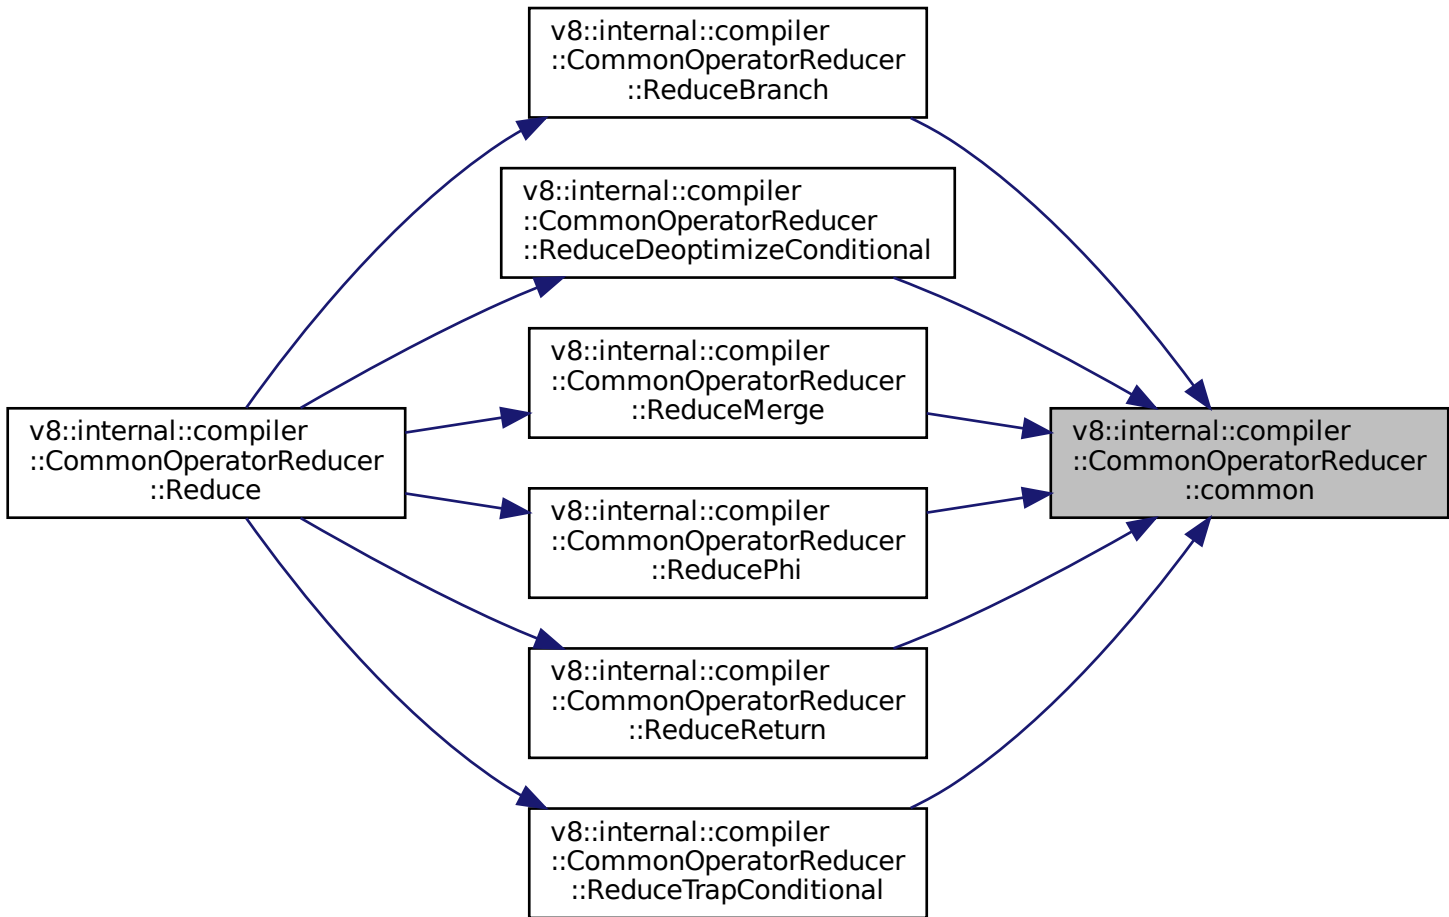 v8::internal::compiler
::CommonOperatorReducer
::ReduceBranch
v8::internal::compiler
::CommonOperatorReducer
::ReduceDeoptimizeConditional
v8::internal::compiler
::CommonOperatorReducer
::ReduceMerge
v8::internal::compiler
::CommonOperatorReducer
::Reduce
v8::internal::compiler
::CommonOperatorReducer
::common
v8::internal::compiler
::CommonOperatorReducer
::ReducePhi
v8::internal::compiler
::CommonOperatorReducer
::ReduceReturn
v8::internal::compiler
::CommonOperatorReducer
::ReduceTrapConditional